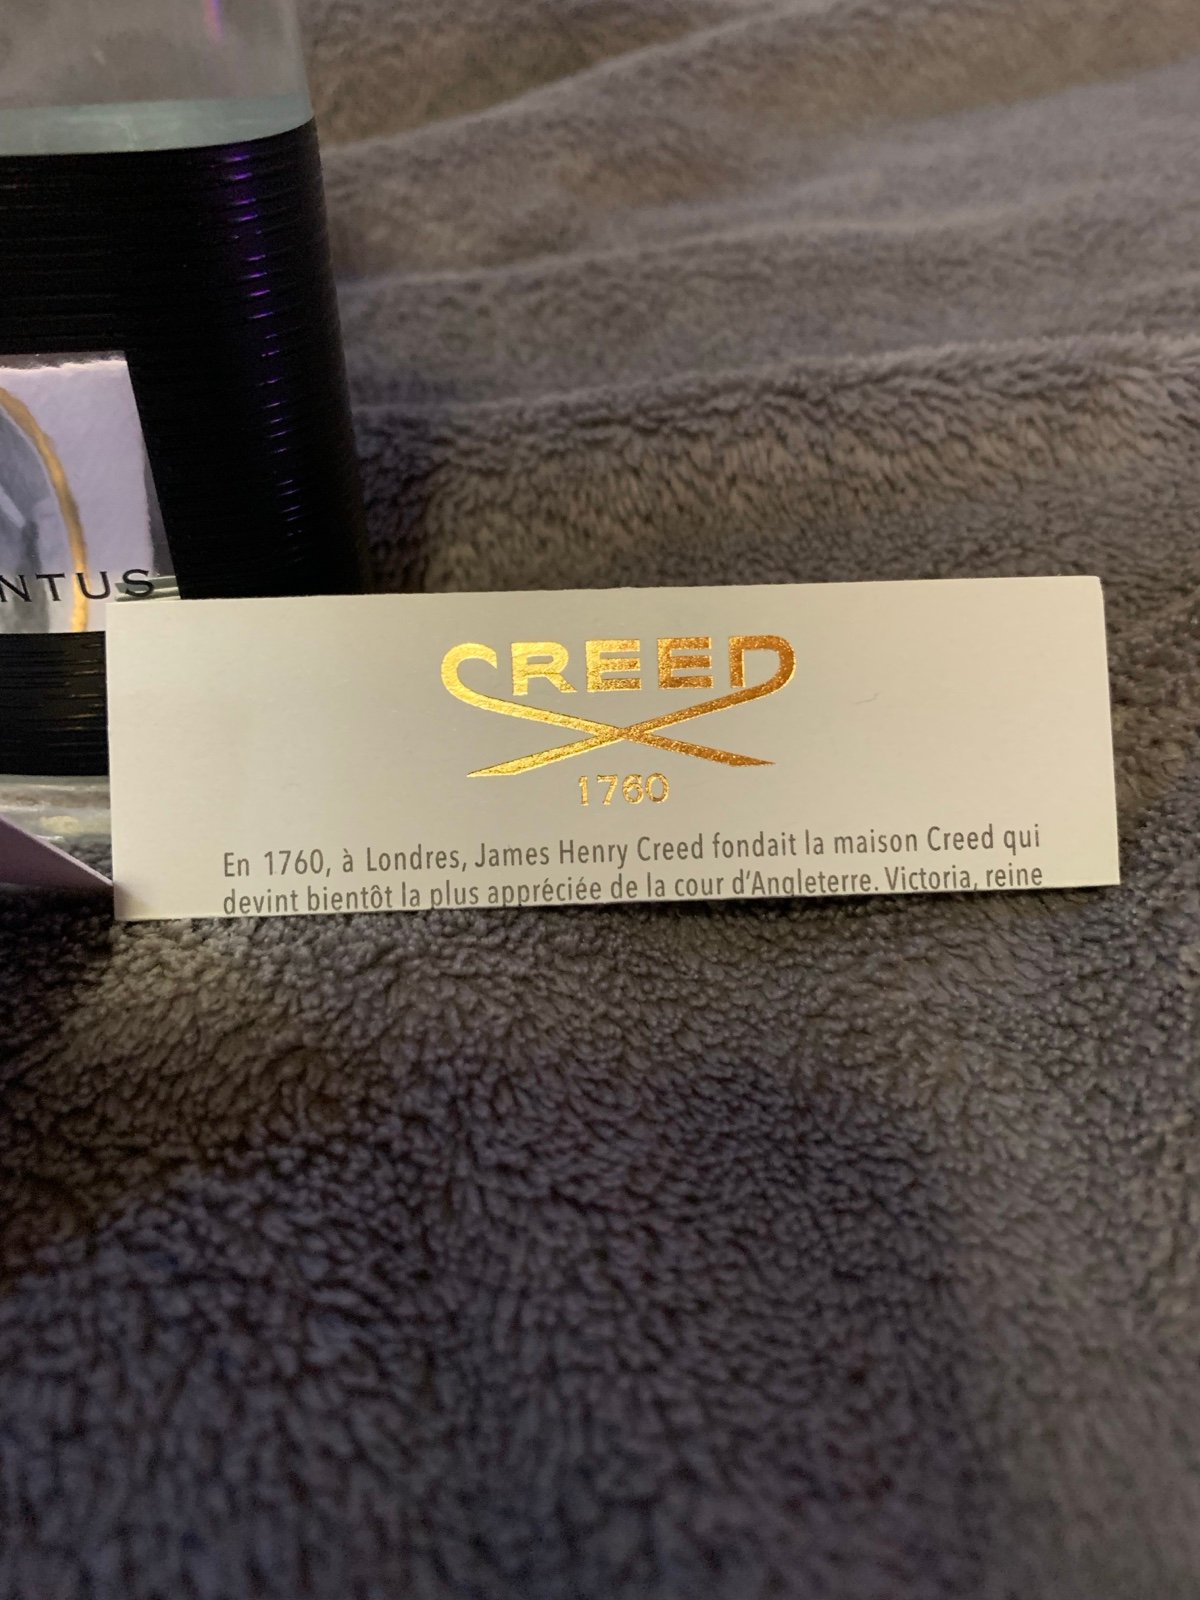 NTUS
CREED
1760
En 1760, à Londres, James Henry Creed fondait la maison Creed qui
devint bientôt la plus appréciée de la cour d'Angleterre. Victoria, reine